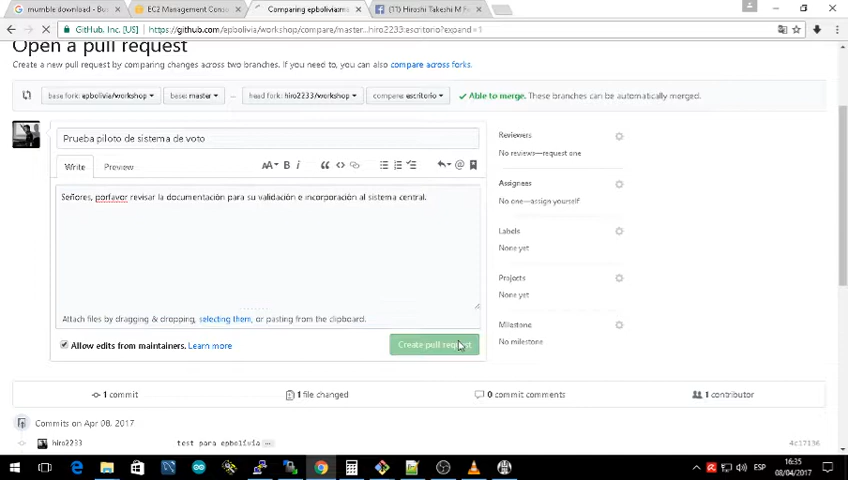 mumble download - Bu
EC2 Management Con
Comparing epbolivia:m
(11) Hiroshi Takeshi M F
GitHub, Inc. [US]
https://github.com/epbolivia/workshop/compare/master...hiro2233:escritorio?expand=1
Open a pull request
Create a new pull request by comparing changes across two branches. If you need to, you can also compare across forks.
base fork: epbolivia/workshop
base: master
...
head fork: hiro2233/workshop
compare: escritorio
Able to merge. These branches can be automatically merged.
Prueba piloto de sistema de voto
Write
Preview
AA
B
i
Señores, porfavor revisar la documentación para su validación e incorporación al sistema central.
Attach files by dragging & dropping, selecting them, or pasting from the clipboard.
Allow edits from maintainers. Learn more
Create pull request
Reviewers
No reviews—request one
Assignees
No one—assign yourself
Labels
None yet
Projects
None yet
Milestone
No milestone
1 commit
1 file changed
0 commit comments
1 contributor
Commits on Apr 08, 2017
hiro2233
test para epbolivia
4c17136
ESP
16:35
08/04/2017